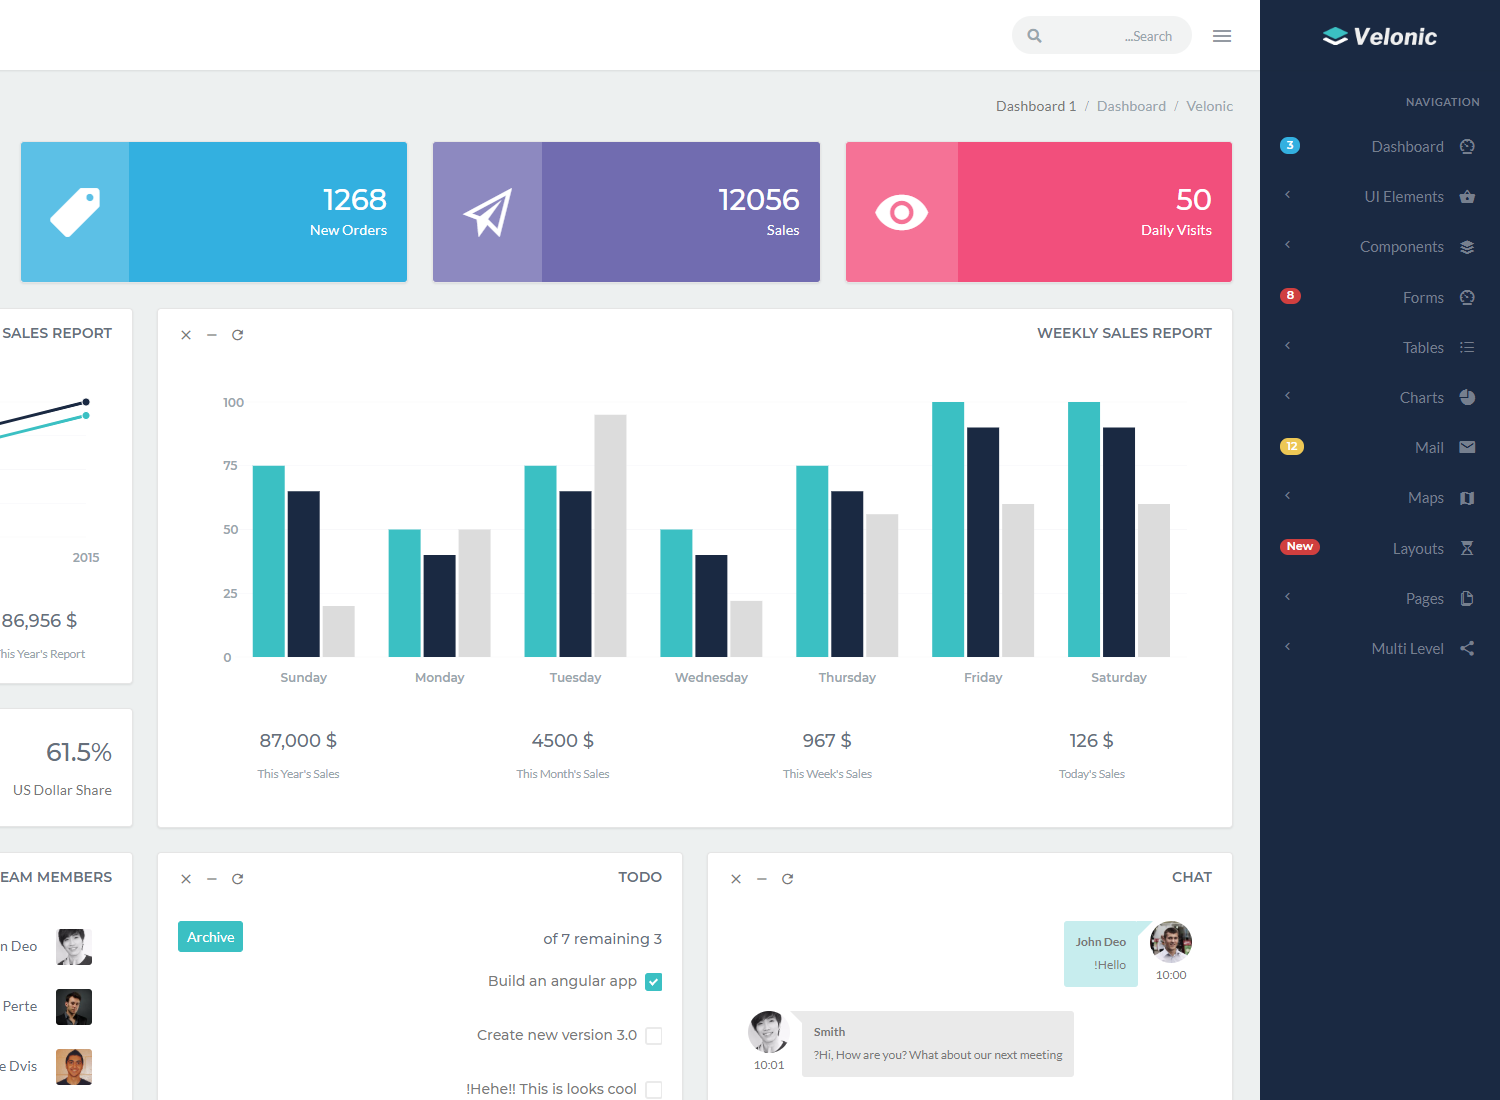 ...Search
Velonic
NAVIGATION
3 Dashboard
UI Elements
Components
8 Forms
Tables
Charts
12 Mail
Maps
New Layouts
Pages
Multi Level
Dashboard 1 / Dashboard / Velonic
1268
New Orders
12056
Sales
50
Daily Visits
SALES REPORT
2015
86,956 $
his Year's Report
WEEKLY SALES REPORT
100
75
50
25
0
Sunday Monday Tuesday Wednesday Thursday Friday Saturday
87,000 $ 4500 $ 967 $ 126 $
This Year's Sales This Month's Sales This Week's Sales Today's Sales
61.5%
US Dollar Share
EAM MEMBERS
n Deo
Perte
e Dvis
TODO
Archive
of 7 remaining 3
Build an angular app
Create new version 3.0
!Hehe!! This is looks cool
CHAT
John Deo
!Hello
10:00
Smith
?Hi, How are you? What about our next meeting
10:01